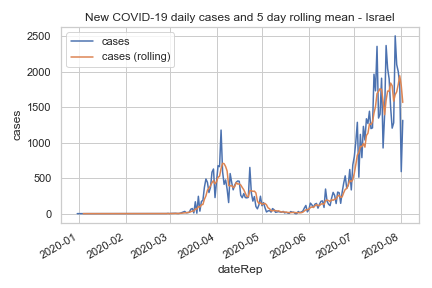 New COVID-19 daily cases and 5 day rolling mean - Israel
cases
cases (rolling)
2500
2000
1500
1000
500
0
cases
2020-01
2020-02
2020-03
2020-04
2020-05
2020-06
2020-07
2020-08
dateRep